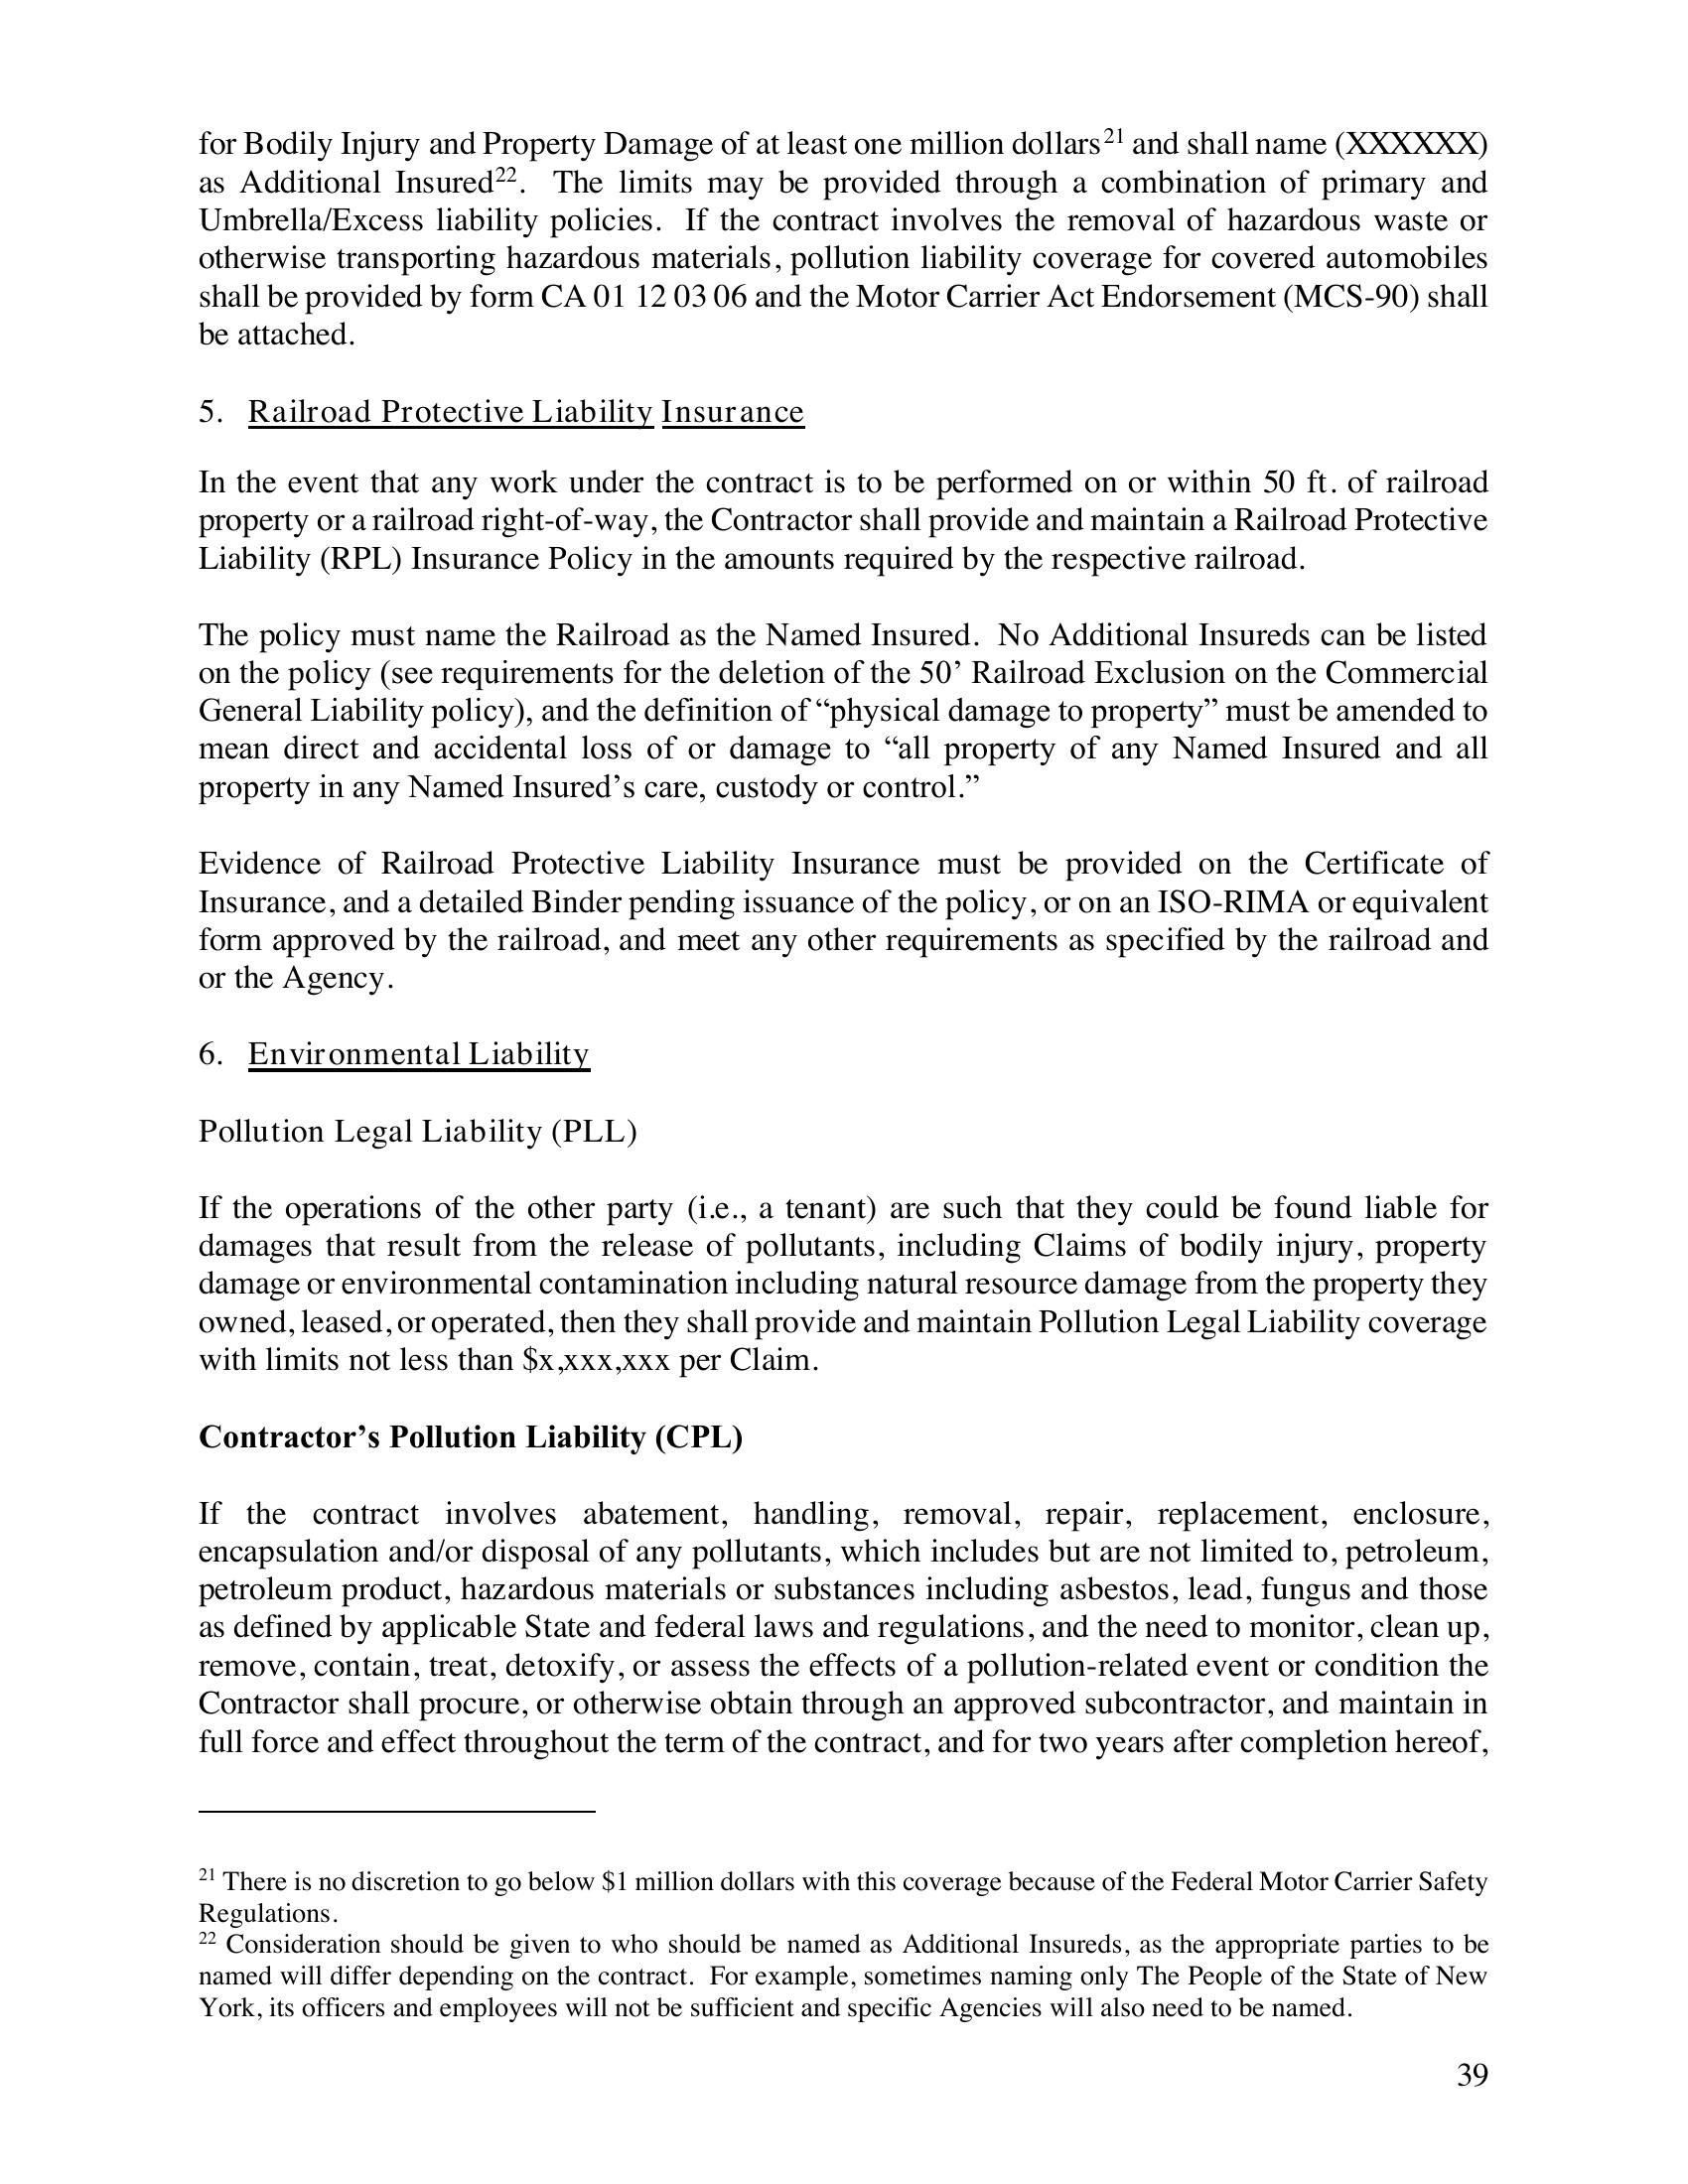 for Bodily Injury and Property Damage of at least one million dollars21 and shall name (XXXXXX)
as Additional Insured22.  The limits may be provided through a combination of primary and
Umbrella/Excess liability policies.  If the contract involves the removal of hazardous waste or
otherwise transporting hazardous materials, pollution liability coverage for covered automobiles
shall be provided by form CA 01 12 03 06 and the Motor Carrier Act Endorsement (MCS-90) shall
be attached.
5. Railroad Protective Liability Insurance
In the event that any work under the contract is to be performed on or within 50 ft. of railroad
property or a railroad right-of-way, the Contractor shall provide and maintain a Railroad Protective
Liability (RPL) Insurance Policy in the amounts required by the respective railroad.
The policy must name the Railroad as the Named Insured.  No Additional Insureds can be listed
on the policy (see requirements for the deletion of the 50’ Railroad Exclusion on the Commercial
General Liability policy), and the definition of “physical damage to property” must be amended to
mean direct and accidental loss of or damage to “all property of any Named Insured and all
property in any Named Insured’s care, custody or control.”
Evidence of Railroad Protective Liability Insurance must be provided on the Certificate of
Insurance, and a detailed Binder pending issuance of the policy, or on an ISO-RIMA or equivalent
form approved by the railroad, and meet any other requirements as specified by the railroad and
or the Agency.
6. Environmental Liability
Pollution Legal Liability (PLL)
If the operations of the other party (i.e., a tenant) are such that they could be found liable for
damages that result from the release of pollutants, including Claims of bodily injury, property
damage or environmental contamination including natural resource damage from the property they
owned, leased, or operated, then they shall provide and maintain Pollution Legal Liability coverage
with limits not less than $x,xxx,xxx per Claim.
Contractor’s Pollution Liability (CPL)
If the contract involves abatement, handling, removal, repair, replacement, enclosure,
encapsulation and/or disposal of any pollutants, which includes but are not limited to, petroleum,
petroleum product, hazardous materials or substances including asbestos, lead, fungus and those
as defined by applicable State and federal laws and regulations, and the need to monitor, clean up,
remove, contain, treat, detoxify, or assess the effects of a pollution-related event or condition the
Contractor shall procure, or otherwise obtain through an approved subcontractor, and maintain in
full force and effect throughout the term of the contract, and for two years after completion hereof,
21 There is no discretion to go below $1 million dollars with this coverage because of the Federal Motor Carrier Safety
Regulations.
22 Consideration should be given to who should be named as Additional Insureds, as the appropriate parties to be
named will differ depending on the contract.  For example, sometimes naming only The People of the State of New
York, its officers and employees will not be sufficient and specific Agencies will also need to be named.
39